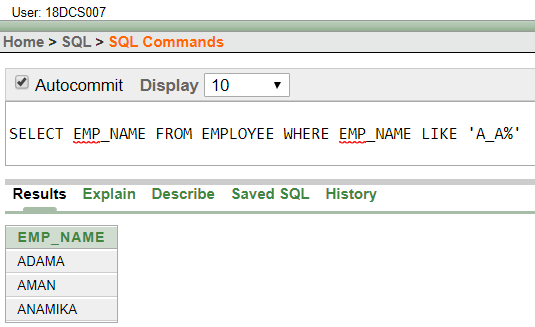 User: 18DCS007
Home > SQL > SQL Commands
Autocommit Display 10
SELECT EMP_NAME FROM EMPLOYEE WHERE EMP_NAME LIKE 'A_A%'
Results Explain Describe Saved SQL History
EMP_NAME
ADAMA
AMAN
ANAMIKA